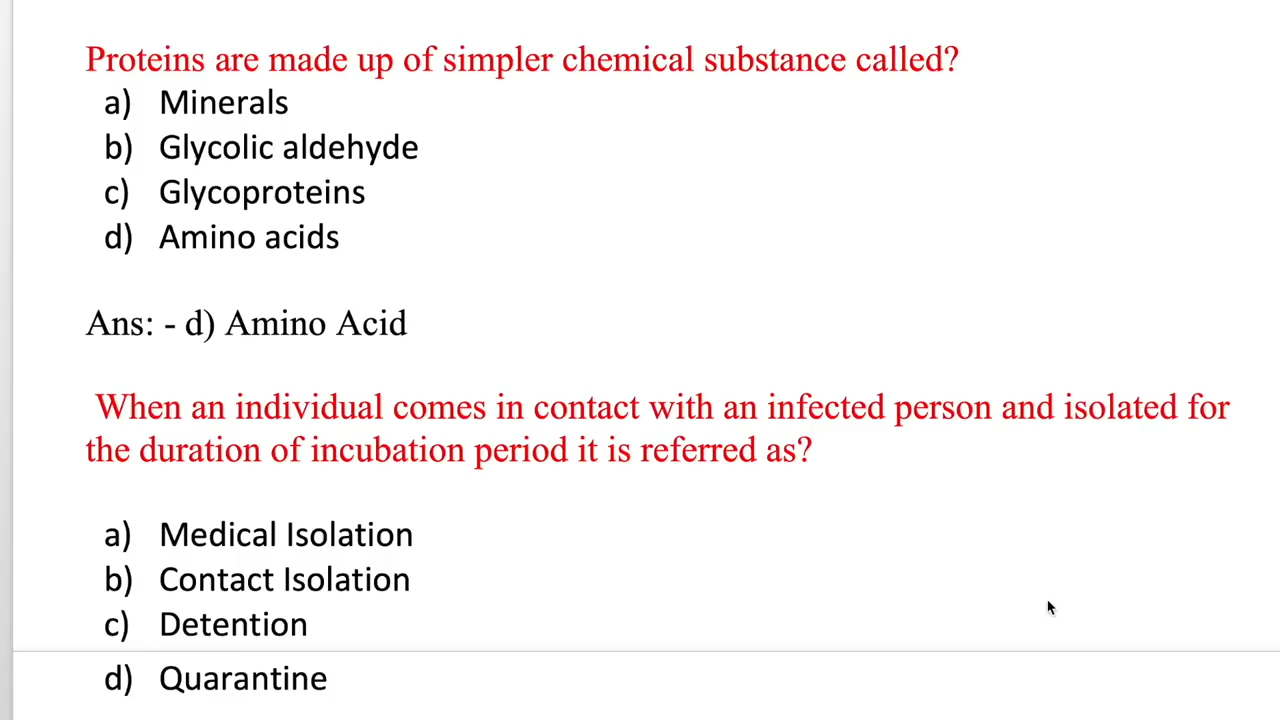 Proteins are made up of simpler chemical substance called?
a) Minerals
b) Glycolic aldehyde
c) Glycoproteins
d) Amino acids
Ans: - d) Amino Acid
When an individual comes in contact with an infected person and isolated for
the duration of incubation period it is referred as?
a) Medical Isolation
b) Contact Isolation
c) Detention
d) Quarantine